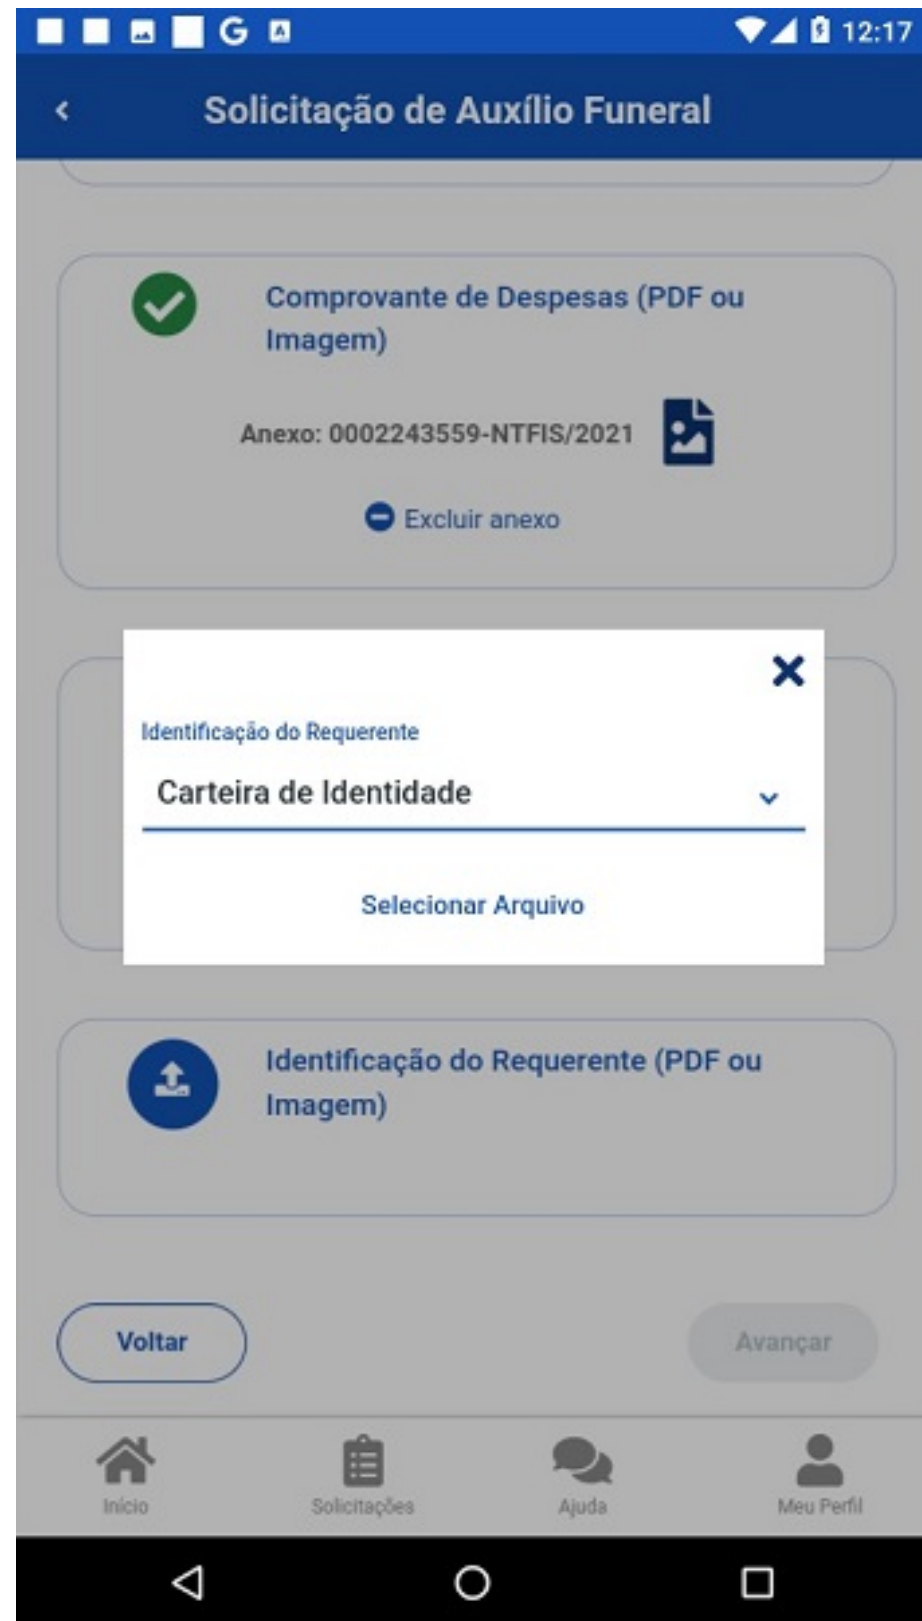 G A 12:17
Solicitação de Auxílio Funeral
Comprovante de Despesas (PDF ou
Imagem)
Anexo: 0002243559-NTFIS/2021
Excluir anexo
Identificação do Requerente
Carteira de Identidade
Selecionar Arquivo
Identificação do Requerente (PDF ou
Imagem)
Voltar Avançar
Início Solicitações Ajuda Meu Perfil